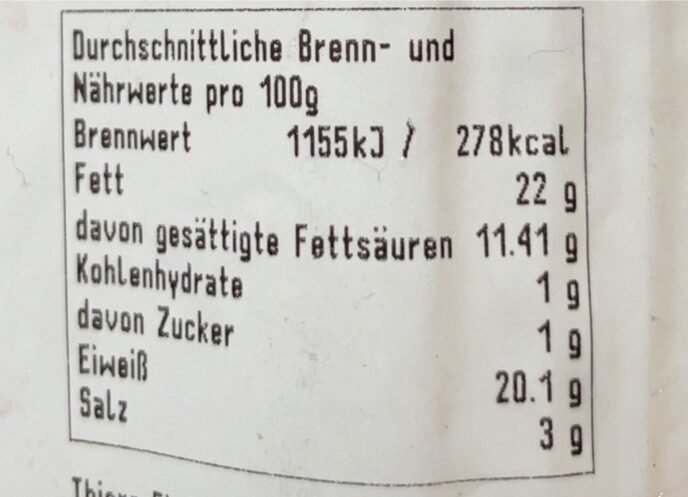 Durchschnittliche Brenn- und
Nährwerte pro 100g
Brennwert 1155kJ / 278kcal
Fett 22 g
davon gesättigte Fettsäuren 11.41 g
Kohlenhydrate 1 g
davon Zucker 1 g
Eiweiß 20.1 g
Salz 3 g